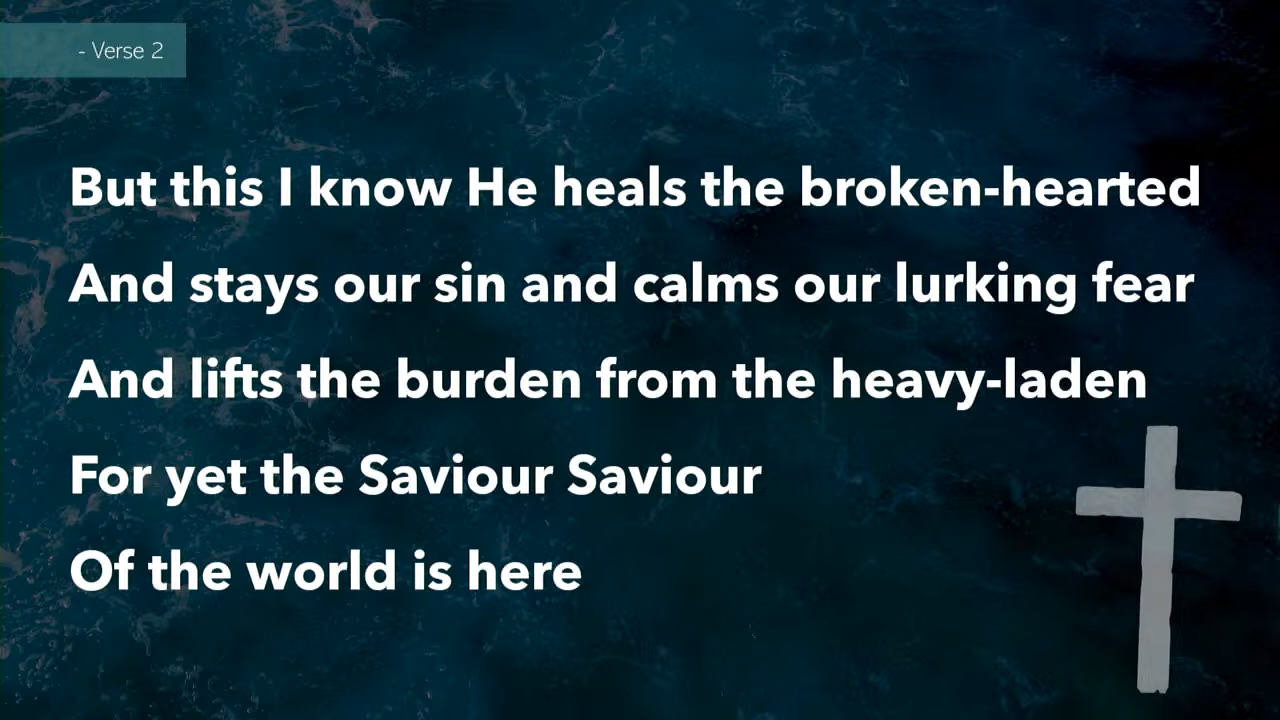 - Verse 2
But this I know He heals the broken-hearted
And stays our sin and calms our lurking fear
And lifts the burden from the heavy-laden
For yet the Saviour Saviour
Of the world is here